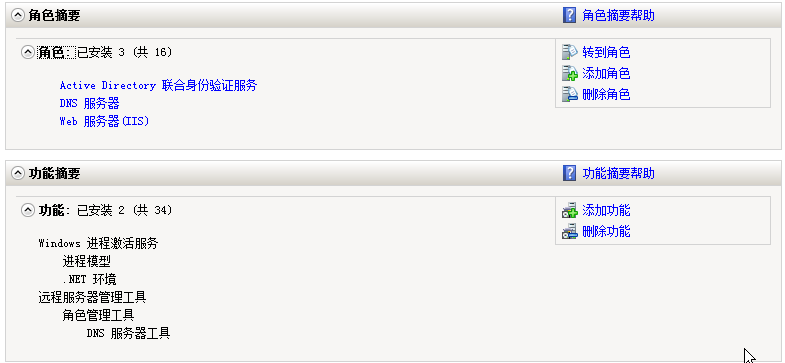 角色摘要
角色摘要帮助
角色: 已安装 3 (共 16)
转到角色
添加角色
删除角色
Active Directory 联合身份验证服务
DNS 服务器
Web 服务器(IIS)
功能摘要
功能摘要帮助
功能: 已安装 2 (共 34)
添加功能
删除功能
Windows 进程激活服务
进程模型
.NET 环境
远程服务器管理工具
角色管理工具
DNS 服务器工具